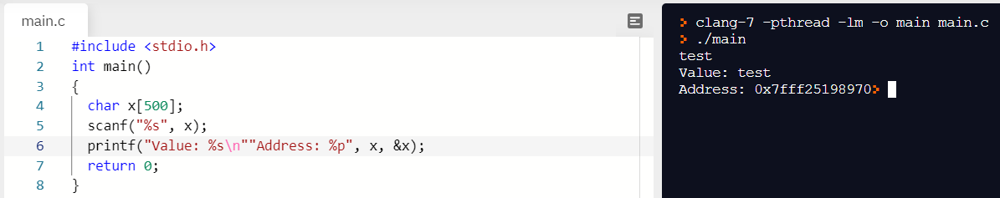 main.c
1 #include <stdio.h>
2 int main()
3 {
4 char x[500];
5 scanf("%s", x);
6 printf("Value: %s\n""Address: %p", x, &x);
7 return 0;
8 }
> clang-7 -pthread -lm -o main main.c
> ./main
test
Value: test
Address: 0x7fff25198970>